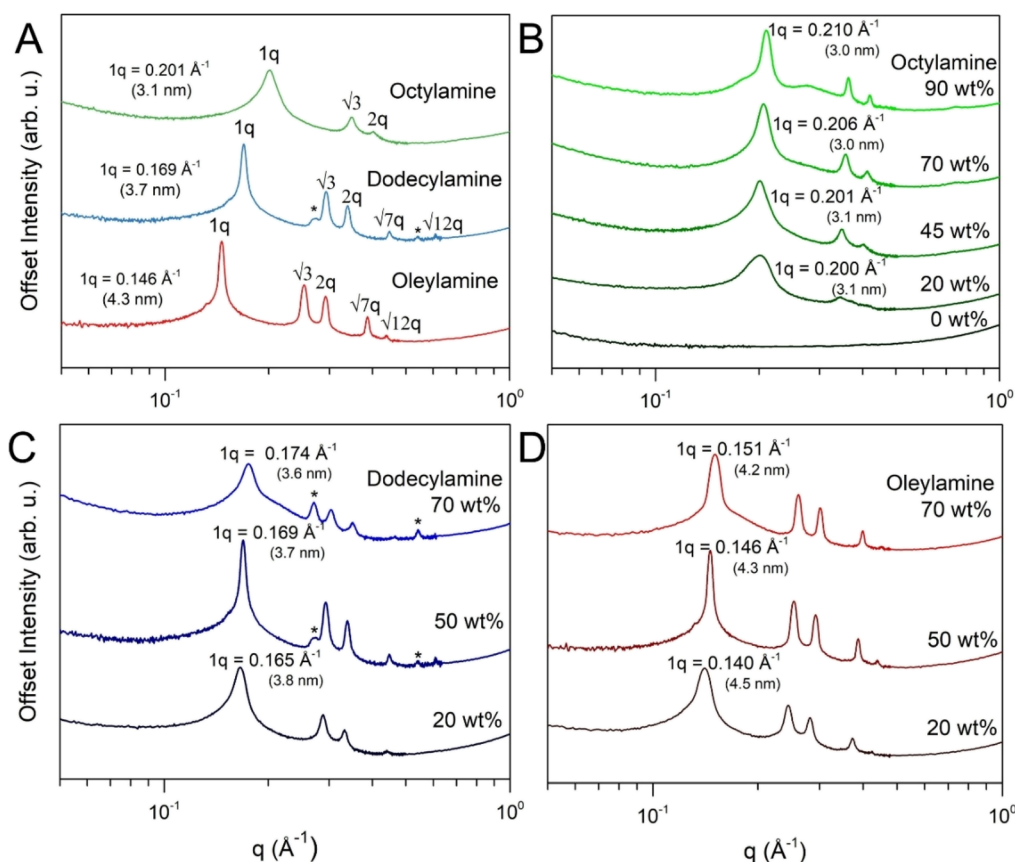 A
1q
1q = 0.201 Å⁻¹
(3.1 nm)
Octylamine
√3
2q
1q
1q = 0.169 Å⁻¹
(3.7 nm)
Dodecylamine
*
√3
2q
√7q
*
√12q
1q
1q = 0.146 Å⁻¹
(4.3 nm)
Oleylamine
√3
2q
√7q
√12q
Offset Intensity (arb. u.)
10⁻¹
10⁰
B
1q = 0.210 Å⁻¹
(3.0 nm)
Octylamine
90 wt%
1q = 0.206 Å⁻¹
(3.0 nm)
70 wt%
1q = 0.201 Å⁻¹
(3.1 nm)
45 wt%
1q = 0.200 Å⁻¹
(3.1 nm)
20 wt%
0 wt%
10⁻¹
10⁰
C
1q = 0.174 Å⁻¹
(3.6 nm)
Dodecylamine
70 wt%
*
*
1q = 0.169 Å⁻¹
(3.7 nm)
50 wt%
*
*
1q = 0.165 Å⁻¹
(3.8 nm)
20 wt%
Offset Intensity (arb. u.)
10⁻¹
10⁰
q (Å⁻¹)
D
1q = 0.151 Å⁻¹
(4.2 nm)
Oleylamine
70 wt%
1q = 0.146 Å⁻¹
(4.3 nm)
50 wt%
1q = 0.140 Å⁻¹
(4.5 nm)
20 wt%
10⁻¹
10⁰
q (Å⁻¹)